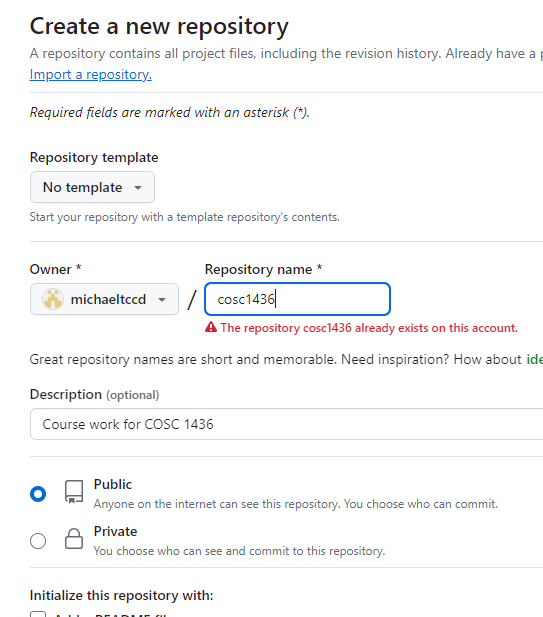 Create a new repository
A repository contains all project files, including the revision history. Already have a
Import a repository.
Required fields are marked with an asterisk (*).
Repository template
No template
Start your repository with a template repository's contents.
Owner * Repository name *
michaeltccd / cosc1436
The repository cosc1436 already exists on this account.
Great repository names are short and memorable. Need inspiration? How about
Description (optional)
Course work for COSC 1436
Public
Anyone on the internet can see this repository. You choose who can commit.
Private
You choose who can see and commit to this repository.
Initialize this repository with: